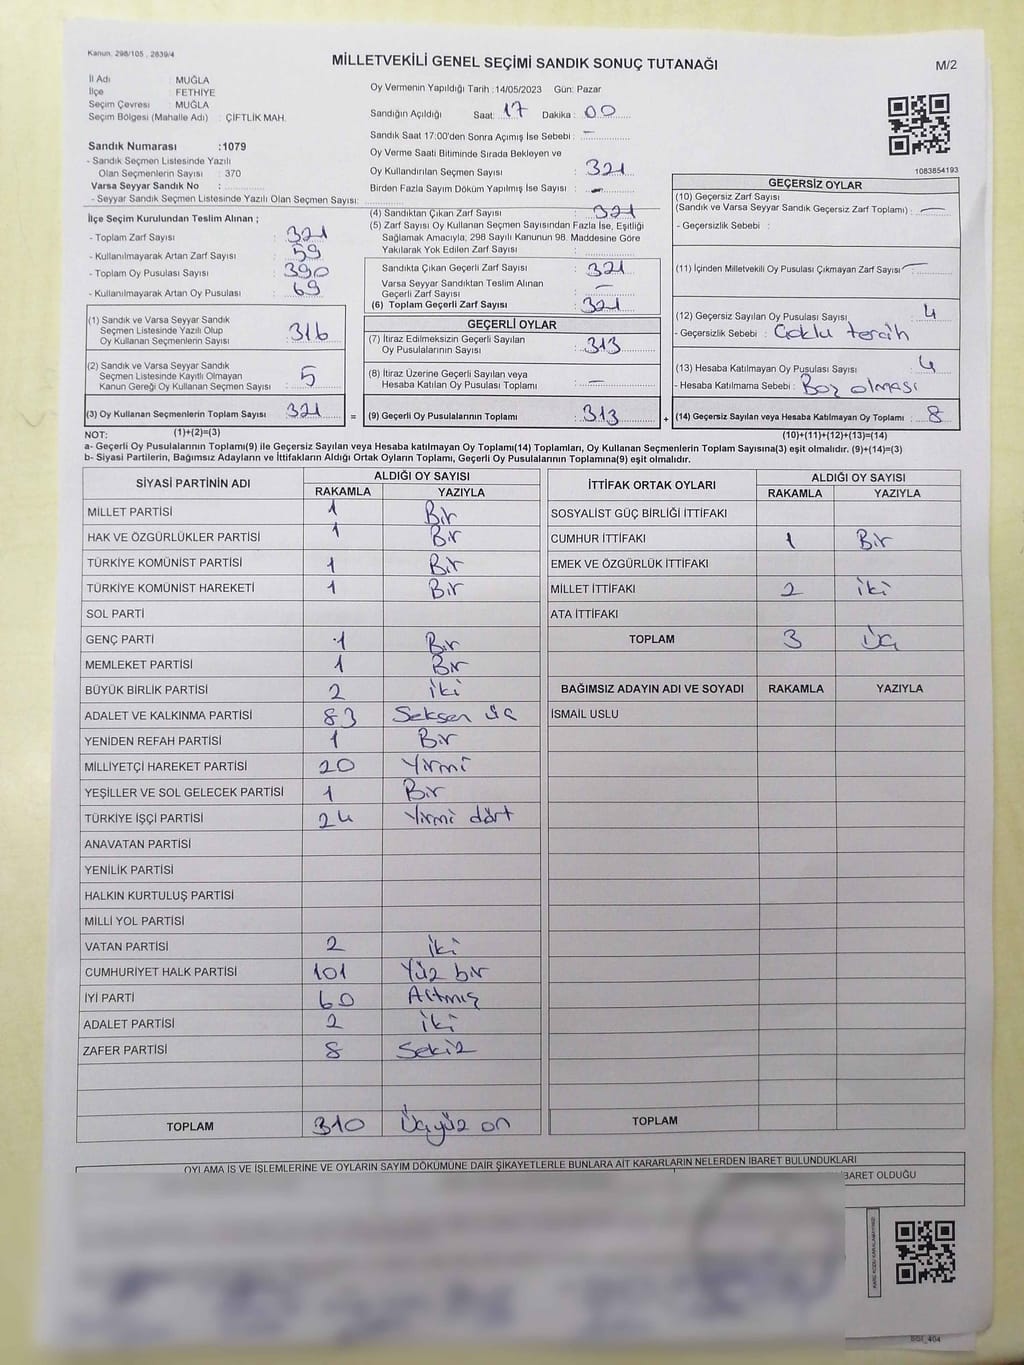 Kanun, 298/105 , 2839/4
MİLLETVEKİLİ GENEL SEÇİMİ SANDIK SONUÇ TUTANAĞI
M/2
İl Adı : MUĞLA
İlçe : FETHİYE
Seçim Çevresi : MUĞLA
Seçim Bölgesi (Mahalle Adı) : ÇİFTLİK MAH.
Sandık Numarası :1079
- Sandık Seçmen Listesinde Yazılı
Olan Seçmenlerin Sayısı : 370
Varsa Seyyar Sandık No :
- Seyyar Sandık Seçmen Listesinde Yazılı Olan Seçmen Sayısı:
Oy Vermenin Yapıldığı Tarih :14/05/2023 Gün: Pazar
Sandığın Açıldığı Saat: 17 Dakika : 00
Sandık Saat 17:00'den Sonra Açımış İse Sebebi : -
Oy Verme Saati Bitiminde Sırada Bekleyen ve
Oy Kullandırılan Seçmen Sayısı : 321
Birden Fazla Sayım Döküm Yapılmış İse Sayısı : -
1083854193
İlçe Seçim Kurulundan Teslim Alınan ;
- Toplam Zarf Sayısı : 321
- Kullanılmayarak Artan Zarf Sayısı : 59
- Toplam Oy Pusulası Sayısı : 390
- Kullanılmayarak Artan Oy Pusulası : 69
(1) Sandık ve Varsa Seyyar Sandık
Seçmen Listesinde Yazılı Olup
Oy Kullanan Seçmenlerin Sayısı : 316
(2) Sandık ve Varsa Seyyar Sandık
Seçmen Listesinde Kayıtlı Olmayan
Kanun Gereği Oy Kullanan Seçmen Sayısı : 5
(3) Oy Kullanan Seçmenlerin Toplam Sayısı : 321 =
(1)+(2)=(3)
(4) Sandıktan Çıkan Zarf Sayısı : 321
(5) Zarf Sayısı Oy Kullanan Seçmen Sayısından Fazla İse, Eşitliği
Sağlamak Amacıyla, 298 Sayılı Kanunun 98. Maddesine Göre
Yakılarak Yok Edilen Zarf Sayısı :
Sandıkta Çıkan Geçerli Zarf Sayısı : 321
Varsa Seyyar Sandıktan Teslim Alınan
Geçerli Zarf Sayısı : -
(6) Toplam Geçerli Zarf Sayısı : 321
GEÇERLİ OYLAR
(7) İtiraz Edilmeksizin Geçerli Sayılan
Oy Pusulalarının Sayısı : 313
(8) İtiraz Üzerine Geçerli Sayılan veya
Hesaba Katılan Oy Pusulası Toplamı : -
(9) Geçerli Oy Pusulalarının Toplamı : 313 +
GEÇERSİZ OYLAR
(10) Geçersiz Zarf Sayısı
(Sandık ve Varsa Seyyar Sandık Geçersiz Zarf Toplamı) : -
- Geçersizlik Sebebi :
(11) İçinden Milletvekili Oy Pusulası Çıkmayan Zarf Sayısı : -
(12) Geçersiz Sayılan Oy Pusulası Sayısı : 4
- Geçersizlik Sebebi : Çoklu tercih
(13) Hesaba Katılmayan Oy Pusulası Sayısı : 4
- Hesaba Katılmama Sebebi : Boz olması
(14) Geçersiz Sayılan veya Hesaba Katılmayan Oy Toplamı : 8
(10)+(11)+(12)+(13)=(14)
NOT:
a- Geçerli Oy Pusulalarının Toplamı(9) ile Geçersiz Sayılan veya Hesaba katılmayan Oy Toplamı(14) Toplamları, Oy Kullanan Seçmenlerin Toplam Sayısına(3) eşit olmalıdır. (9)+(14)=(3)
b- Siyasi Partilerin, Bağımsız Adayların ve İttifakların Aldığı Ortak Oyların Toplamı, Geçerli Oy Pusulalarının Toplamına(9) eşit olmalıdır.
SİYASİ PARTİNİN ADI ALDIĞI OY SAYISI
RAKAMLA YAZIYLA
MİLLET PARTİSİ 1 Bir
HAK VE ÖZGÜRLÜKLER PARTİSİ 1 Bir
TÜRKİYE KOMÜNİST PARTİSİ 1 Bir
TÜRKİYE KOMÜNİST HAREKETİ 1 Bir
SOL PARTİ
GENÇ PARTİ 1 Bir
MEMLEKET PARTİSİ 1 Bir
BÜYÜK BİRLİK PARTİSİ 2 iki
ADALET VE KALKINMA PARTİSİ 83 Seksen üç
YENİDEN REFAH PARTİSİ 1 Bir
MİLLİYETÇİ HAREKET PARTİSİ 20 Yirmi
YEŞİLLER VE SOL GELECEK PARTİSİ 1 Bir
TÜRKİYE İŞÇİ PARTİSİ 24 Yirmi dört
ANAVATAN PARTİSİ
YENİLİK PARTİSİ
HALKIN KURTULUŞ PARTİSİ
MİLLİ YOL PARTİSİ
VATAN PARTİSİ 2 iki
CUMHURİYET HALK PARTİSİ 101 Yüz bir
İYİ PARTİ 60 Altmış
ADALET PARTİSİ 2 iki
ZAFER PARTİSİ 8 Sekiz
TOPLAM 310 Üçyüz on
İTTİFAK ORTAK OYLARI ALDIĞI OY SAYISI
RAKAMLA YAZIYLA
SOSYALİST GÜÇ BİRLİĞİ İTTİFAKI
CUMHUR İTTİFAKI 1 Bir
EMEK VE ÖZGÜRLÜK İTTİFAKI
MİLLET İTTİFAKI 2 iki
ATA İTTİFAKI
TOPLAM 3 Üç
BAĞIMSIZ ADAYIN ADI VE SOYADI RAKAMLA YAZIYLA
İSMAİL USLU
TOPLAM
OYLAMA İŞ VE İŞLEMLERİNE VE OYLARIN SAYIM DÖKÜMÜNE DAİR ŞİKAYETLERLE BUNLARA AİT KARARLARIN NELERDEN İBARET BULUNDUKLARI
İBARET OLDUĞU